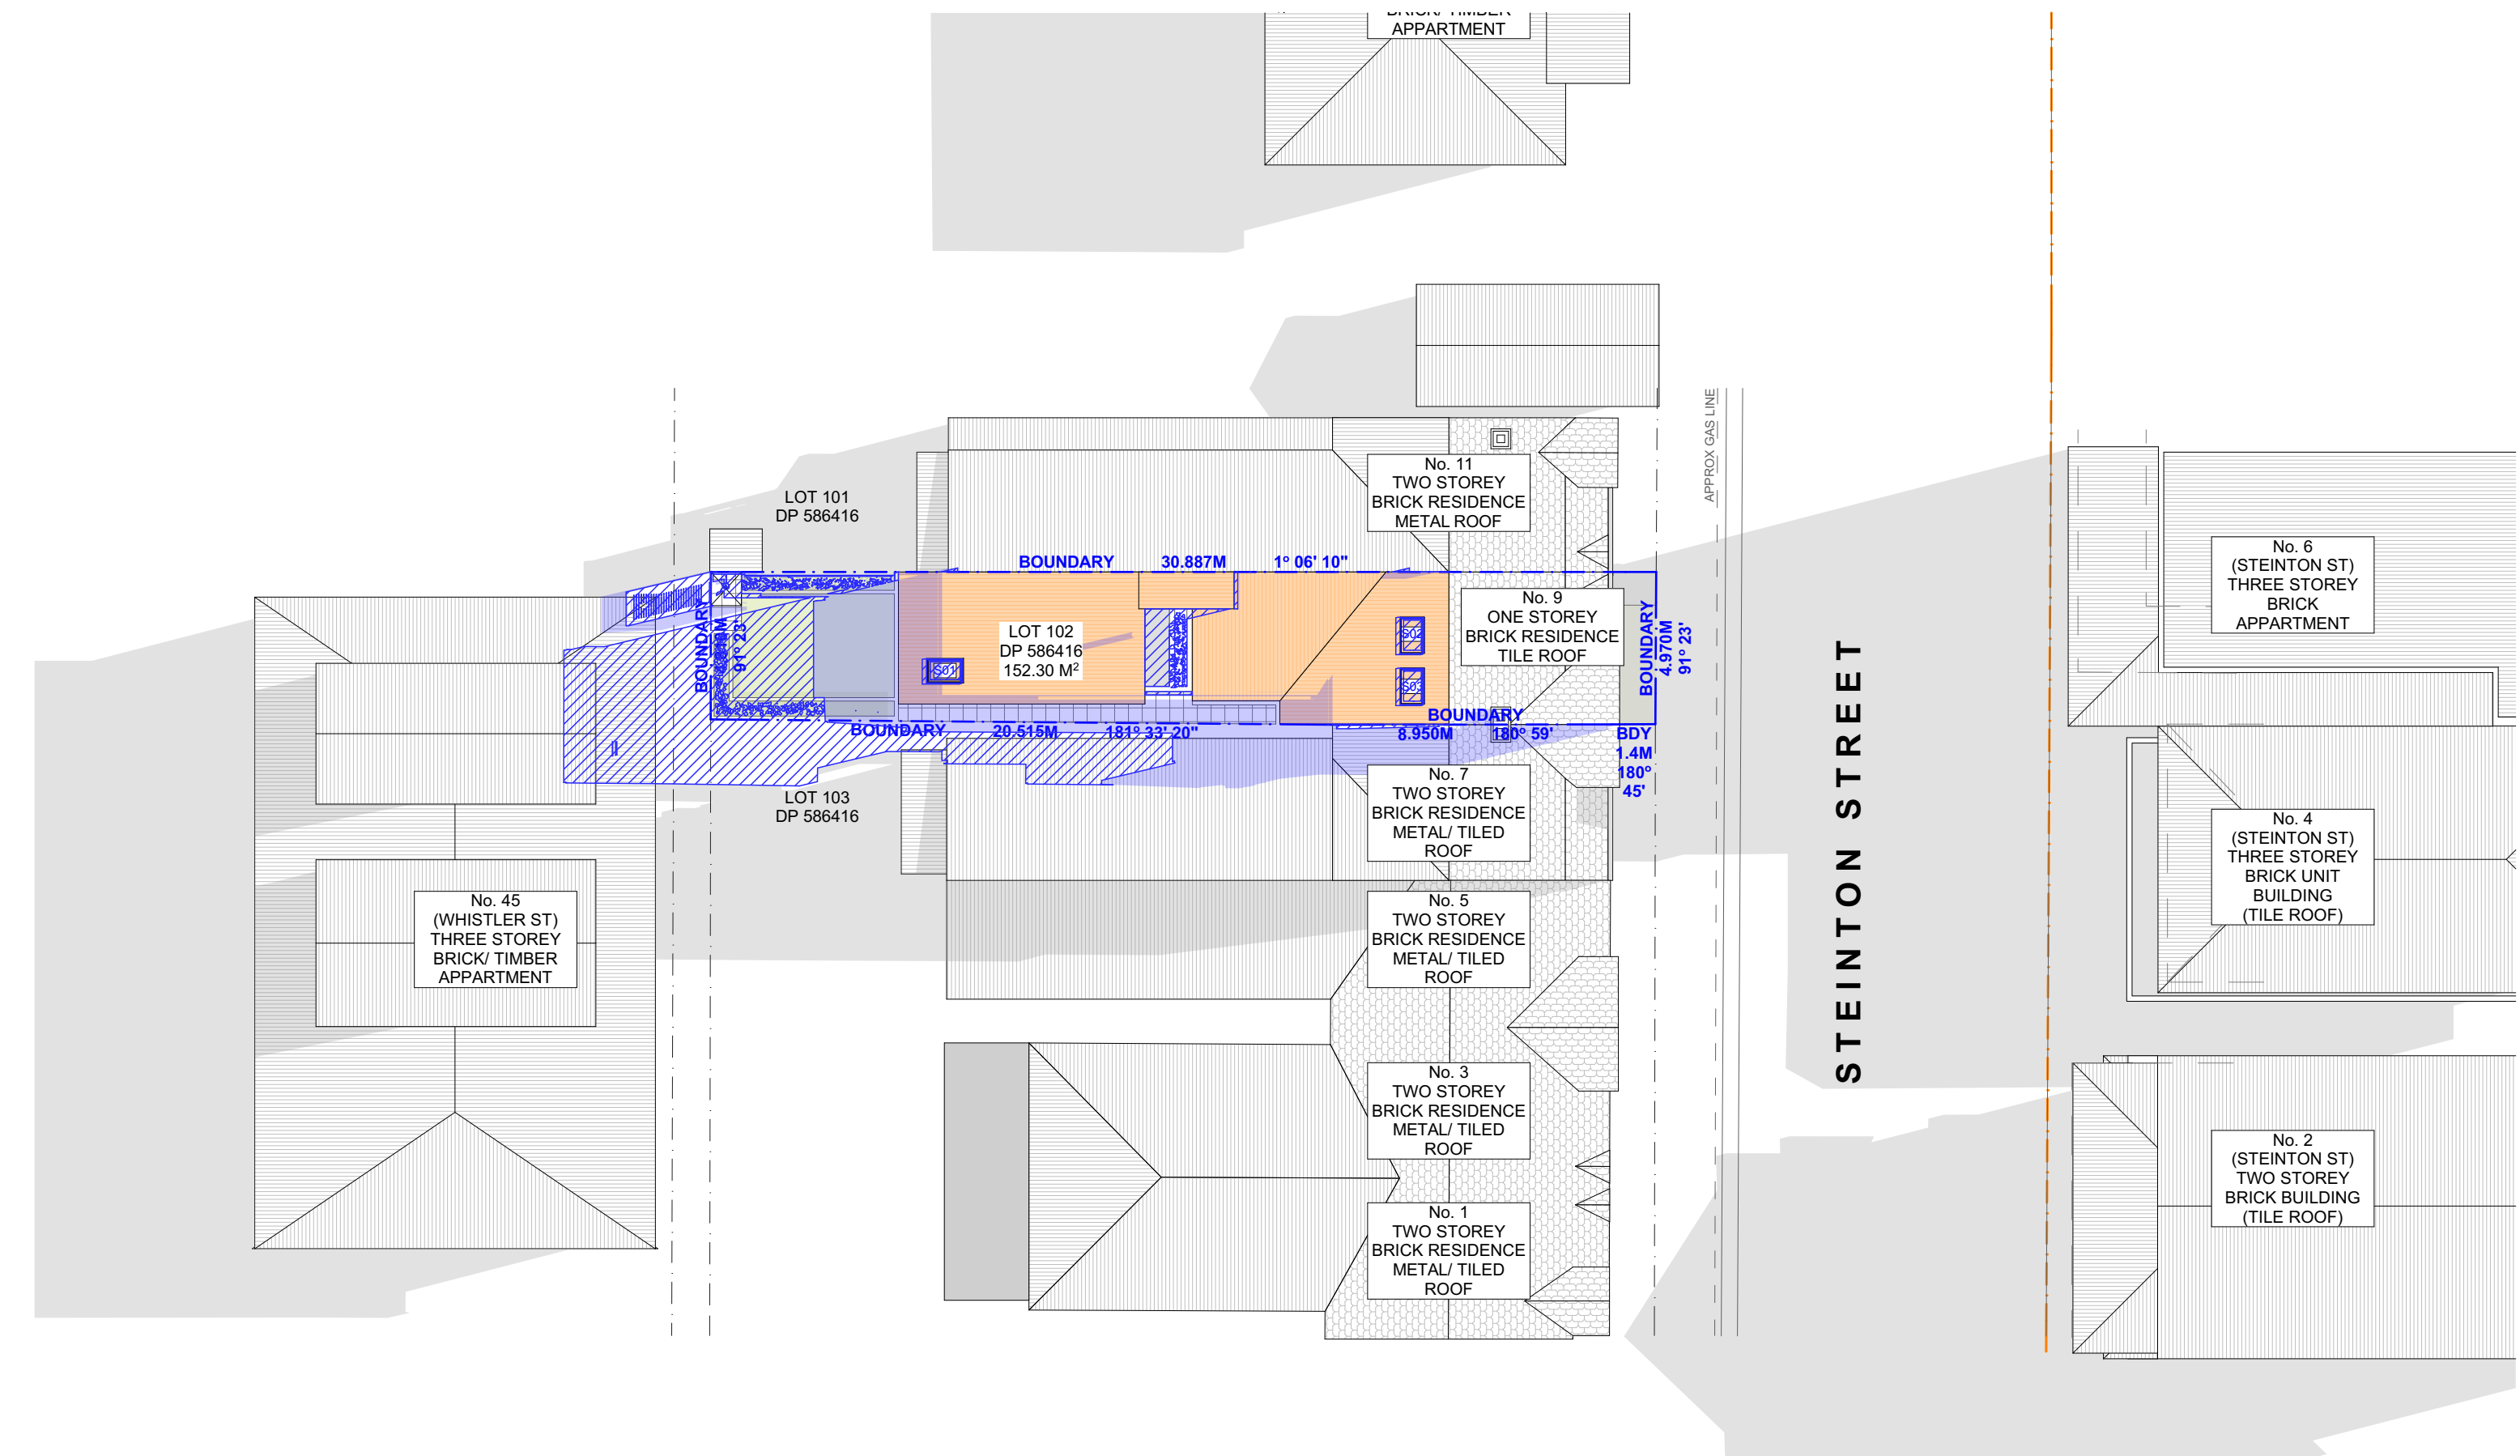 BRICK/ TIMBER
APPARTMENT
APPROX GAS LINE
No. 11
TWO STOREY
BRICK RESIDENCE
METAL ROOF
LOT 101
DP 586416
BOUNDARY 30.887M 1° 06' 10"
No. 6
(STEINTON ST)
THREE STOREY
BRICK
APPARTMENT
No. 9
ONE STOREY
BRICK RESIDENCE
TILE ROOF
BOUNDARY
91° 23'
LOT 102
DP 586416
152.30 M²
S01
S02
S03
BOUNDARY
4.970M
91° 23'
STEINTON STREET
BOUNDARY 20.515M 181° 33' 20"
BOUNDARY
8.950M 180° 59'
BDY
1.4M
180°
45'
No. 7
TWO STOREY
BRICK RESIDENCE
METAL/ TILED
ROOF
LOT 103
DP 586416
No. 4
(STEINTON ST)
THREE STOREY
BRICK UNIT
BUILDING
(TILE ROOF)
No. 45
(WHISTLER ST)
THREE STOREY
BRICK/ TIMBER
APPARTMENT
No. 5
TWO STOREY
BRICK RESIDENCE
METAL/ TILED
ROOF
No. 3
TWO STOREY
BRICK RESIDENCE
METAL/ TILED
ROOF
No. 2
(STEINTON ST)
TWO STOREY
BRICK BUILDING
(TILE ROOF)
No. 1
TWO STOREY
BRICK RESIDENCE
METAL/ TILED
ROOF